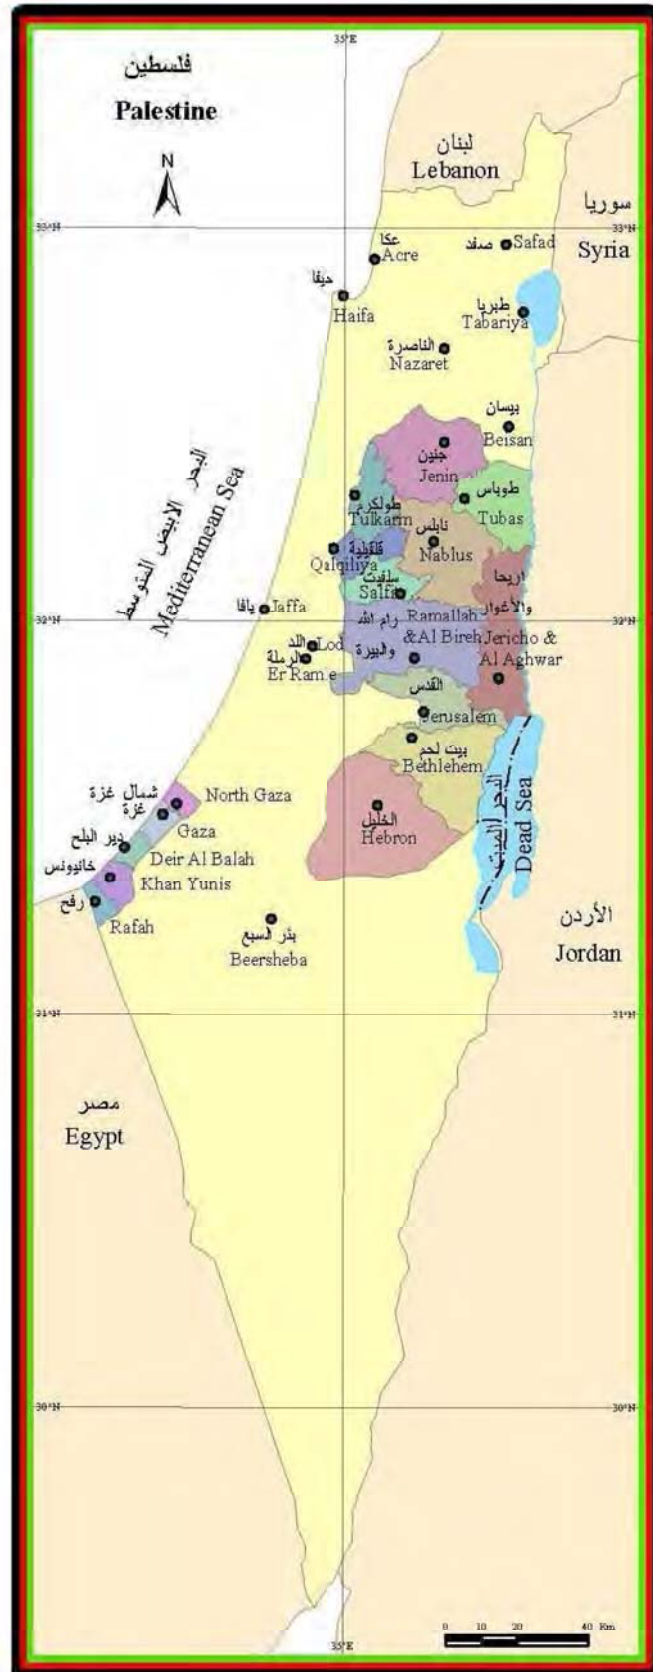 35°E
فلسطين
Palestine
N
لبنان
Lebanon
سوريا
Syria
33°N
33°N
عكا
Acre
صفد Safad
حيفا
Haifa
طبريا
Tabariya
الناصرة
Nazaret
بيسان
Beisan
جنين
Jenin
طولكرم
Tulkarm
طوباس
Tubas
نابلس
Nablus
قلقيلية
Qalqiliya
سلفيت
Salfit
البحر الابيض المتوسط
Mediterranean Sea
اريحا
والأغوار
Jericho &
Al Aghwar
يافا Jaffa
32°N
32°N
رام الله
والبيرة
Ramallah
& Al Bireh
اللد Lod
الرملة
Er Ram e
القدس
Jerusalem
بيت لحم
Bethlehem
الخليل
Hebron
البحر الميت
Dead Sea
شمال غزة
North Gaza
غزة
Gaza
دير البلح
Deir Al Balah
خانيونس
Khan Yunis
رفح
Rafah
بئر السبع
Beersheba
الأردن
Jordan
31°N
31°N
مصر
Egypt
30°N
30°N
0 10 20 40 Km
35°E